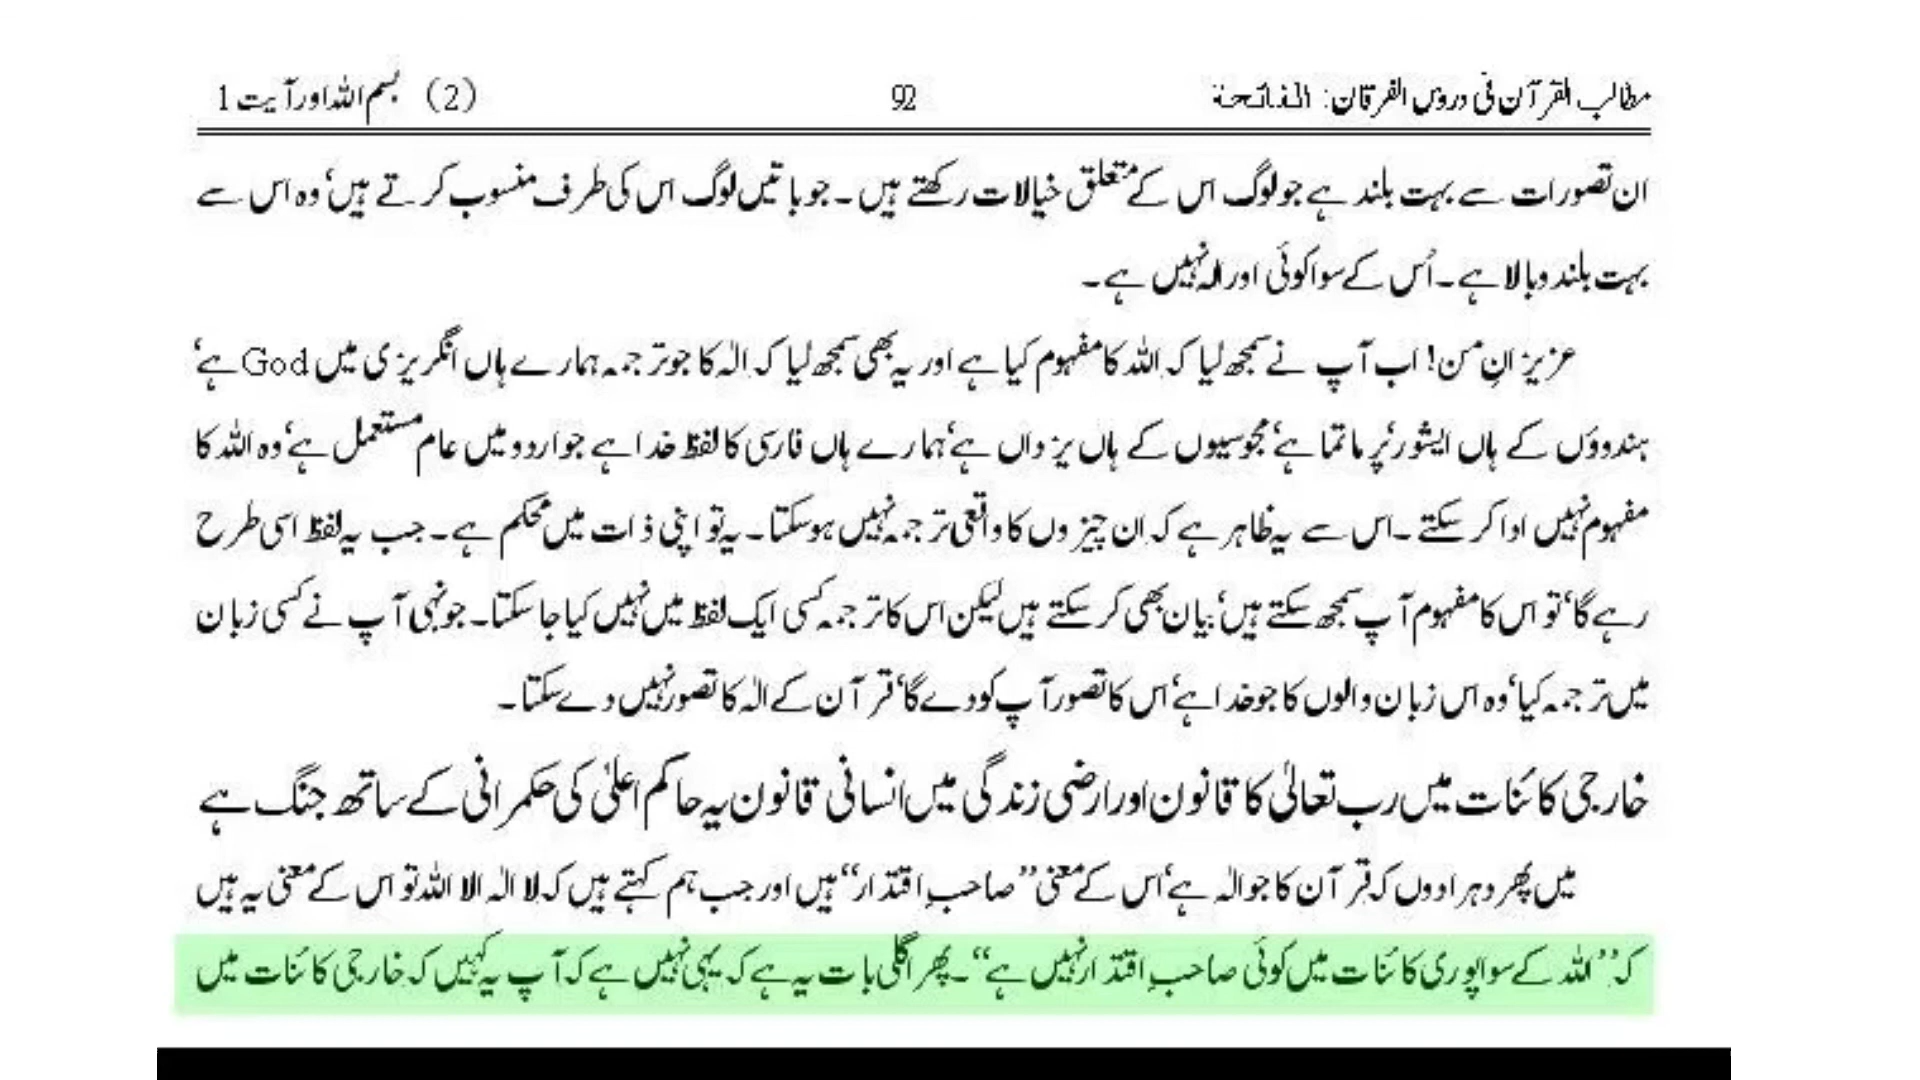 مطالب القرآن فی دروس الفرقان: الفاتحۃ 92 (2) بسم اللہ اور آیت 1
ان تصورات سے بہت بلند ہے جو لوگ اس کے متعلق خیالات رکھتے ہیں۔ جو باتیں لوگ اس کی طرف منسوب کرتے ہیں‘ وہ اس سے
بہت بلند و بالا ہے۔ اُس کے سوا کوئی اور الٰہ نہیں ہے۔
عزیزانِ من! اب آپ نے سمجھ لیا کہ اللہ کا مفہوم کیا ہے اور یہ بھی سمجھ لیا کہ الٰہ کا جو ترجمہ ہمارے ہاں انگریزی میں God ہے‘
ہندوؤں کے ہاں ایشور‘ پرماتما ہے‘ مجوسیوں کے ہاں یزداں ہے‘ ہمارے ہاں فارسی کا لفظ خدا ہے جو اردو میں عام مستعمل ہے‘ وہ اللہ کا
مفہوم نہیں ادا کر سکتے۔ اس سے یہ ظاہر ہے کہ ان چیزوں کا واقعی ترجمہ نہیں ہو سکتا۔ یہ تو اپنی ذات میں محکم ہے۔ جب یہ لفظ اسی طرح
رہے گا‘ تو اس کا مفہوم آپ سمجھ سکتے ہیں‘ بیان بھی کر سکتے ہیں لیکن اس کا ترجمہ کسی ایک لفظ میں نہیں کیا جا سکتا۔ جونہی آپ نے کسی زبان
میں ترجمہ کیا‘ وہ اس زبان والوں کا جو خدا ہے‘ اس کا تصور آپ کو دے گا‘ قرآن کے الٰہ کا تصور نہیں دے سکتا۔
خارجی کائنات میں رب تعالیٰ کا قانون اور ارضی زندگی میں انسانی قانون یہ حاکم اعلیٰ کی حکمرانی کے ساتھ جنگ ہے
میں پھر دہرا دوں کہ قرآن کا جو الٰہ ہے‘ اس کے معنی ’’صاحبِ اقتدار‘‘ ہیں اور جب ہم کہتے ہیں کہ لا الٰہ الا اللہ تو اس کے معنی یہ ہیں
کہ ’’اللہ کے سوا پوری کائنات میں کوئی صاحبِ اقتدار نہیں ہے‘‘۔ پھر اگلی بات یہ ہے کہ یہی نہیں ہے کہ آپ یہ کہیں کہ خارجی کائنات میں